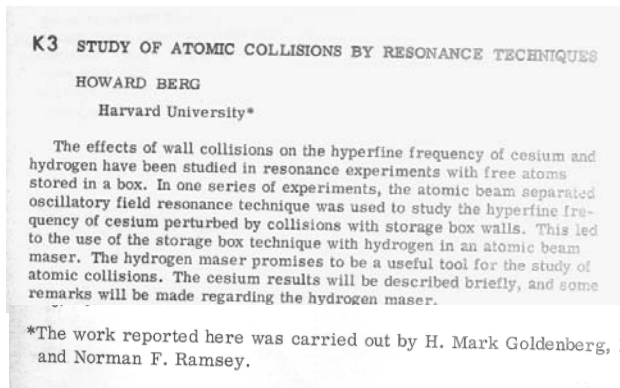 K3 STUDY OF ATOMIC COLLISIONS BY RESONANCE TECHNIQUES
HOWARD BERG
Harvard University*
The effects of wall collisions on the hyperfine frequency of cesium and
hydrogen have been studied in resonance experiments with free atoms
stored in a box. In one series of experiments, the atomic beam separated
oscillatory field resonance technique was used to study the hyperfine fre-
quency of cesium perturbed by collisions with storage box walls. This led
to the use of the storage box technique with hydrogen in an atomic beam
maser. The hydrogen maser promises to be a useful tool for the study of
atomic collisions. The cesium results will be described briefly, and some
remarks will be made regarding the hydrogen maser.
*The work reported here was carried out by H. Mark Goldenberg,
and Norman F. Ramsey.